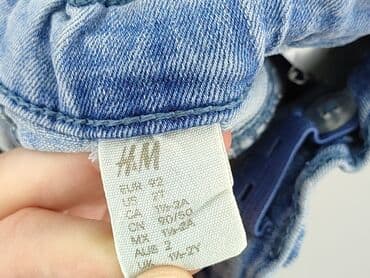 H&M
EUR 92
US 2T
CA 1½-2A
CN 90/50
MX 1½-2A
AUS 2
UK 1½-2Y